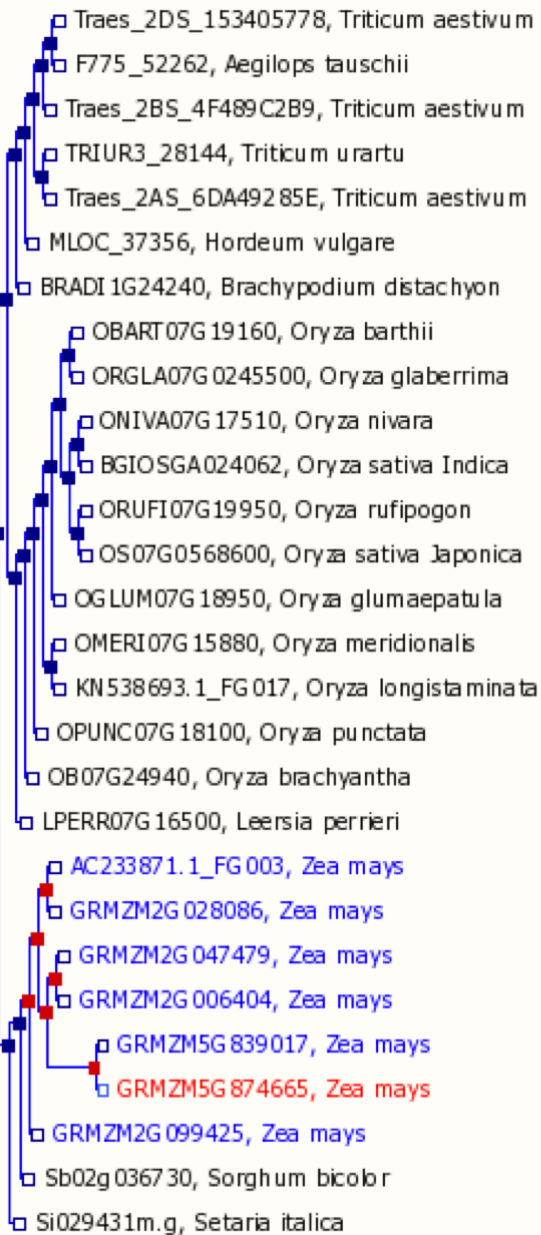 Traes_2DS_153405778, Triticum aestivum
F775_52262, Aegilops tauschii
Traes_2BS_4F489C2B9, Triticum aestivum
TRIUR3_28144, Triticum urartu
Traes_2AS_6DA49285E, Triticum aestivum
MLOC_37356, Hordeum vulgare
BRADI1G24240, Brachypodium distachyon
OBART07G19160, Oryza barthii
ORGLA07G0245500, Oryza glaberrima
ONIVA07G17510, Oryza nivara
BGIOSGA024062, Oryza sativa Indica
ORUFI07G19950, Oryza rufipogon
OS07G0568600, Oryza sativa Japonica
OGLUM07G18950, Oryza glumaepatula
OMERI07G15880, Oryza meridionalis
KN538693.1_FG017, Oryza longistaminata
OPUNC07G18100, Oryza punctata
OB07G24940, Oryza brachyantha
LPERR07G16500, Leersia perrieri
AC233871.1_FG003, Zea mays
GRMZM2G028086, Zea mays
GRMZM2G047479, Zea mays
GRMZM2G006404, Zea mays
GRMZM5G839017, Zea mays
GRMZM5G874665, Zea mays
GRMZM2G099425, Zea mays
Sb02g036730, Sorghum bicolor
Si029431m.g, Setaria italica